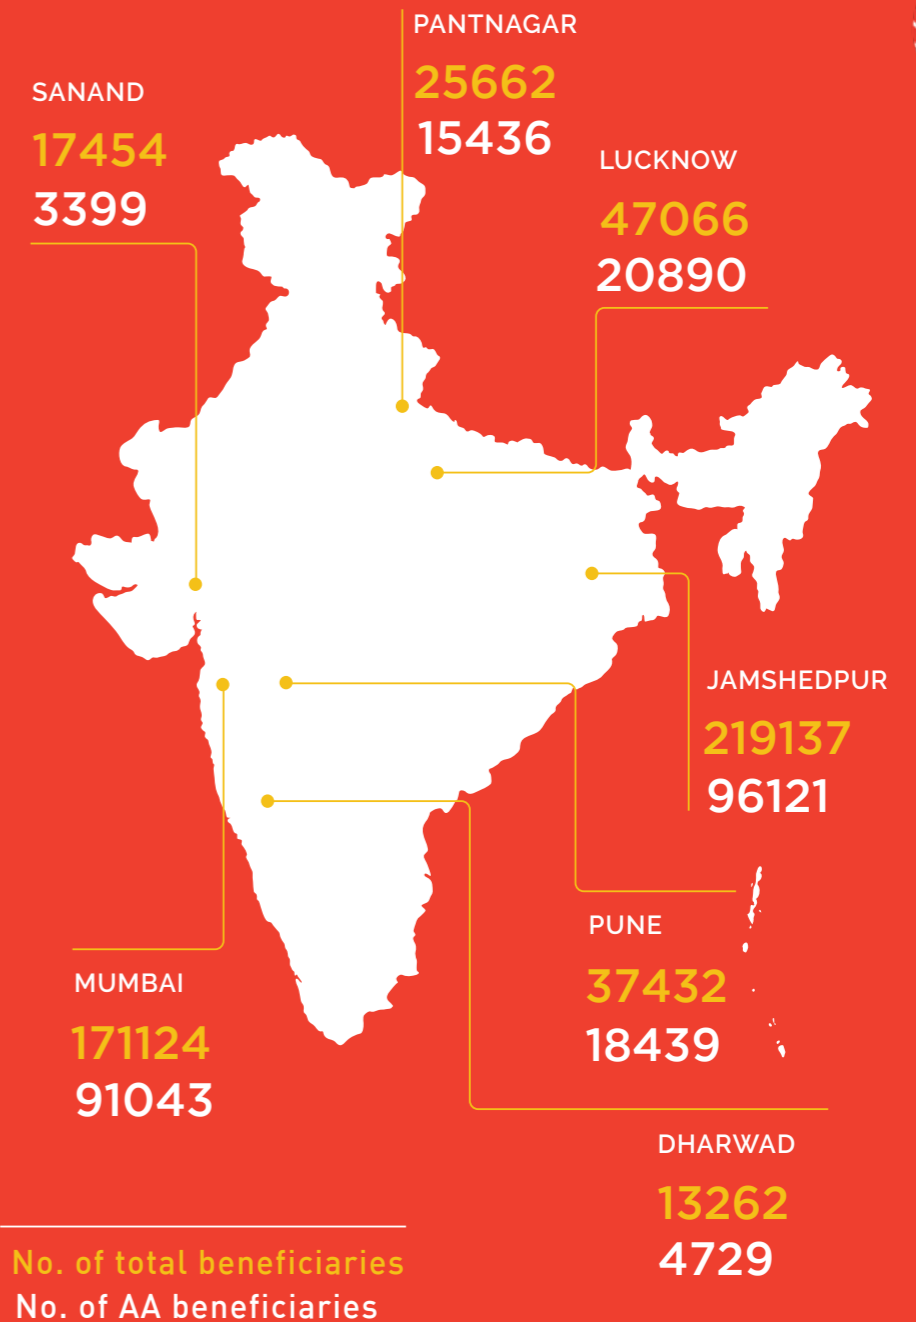 PANTNAGAR
25662
15436
SANAND
17454
3399
LUCKNOW
47066
20890
JAMSHEDPUR
219137
96121
PUNE
37432
18439
MUMBAI
171124
91043
DHARWAD
13262
4729
No. of total beneficiaries
No. of AA beneficiaries